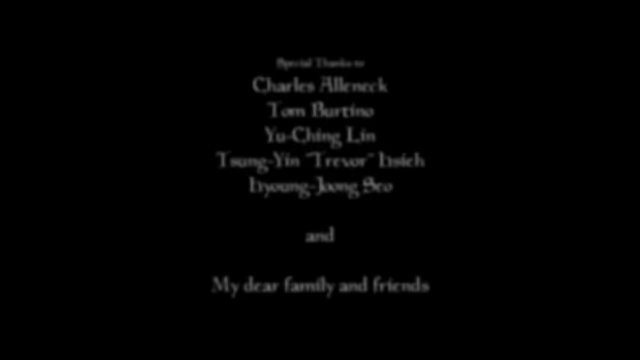 Special Thanks to
Charles Alleneck
Tom Burtino
Yu-Ching Lin
Tsung-Yin "Trevor" Hsieh
Hyoung-Joong Seo
and
My dear family and friends